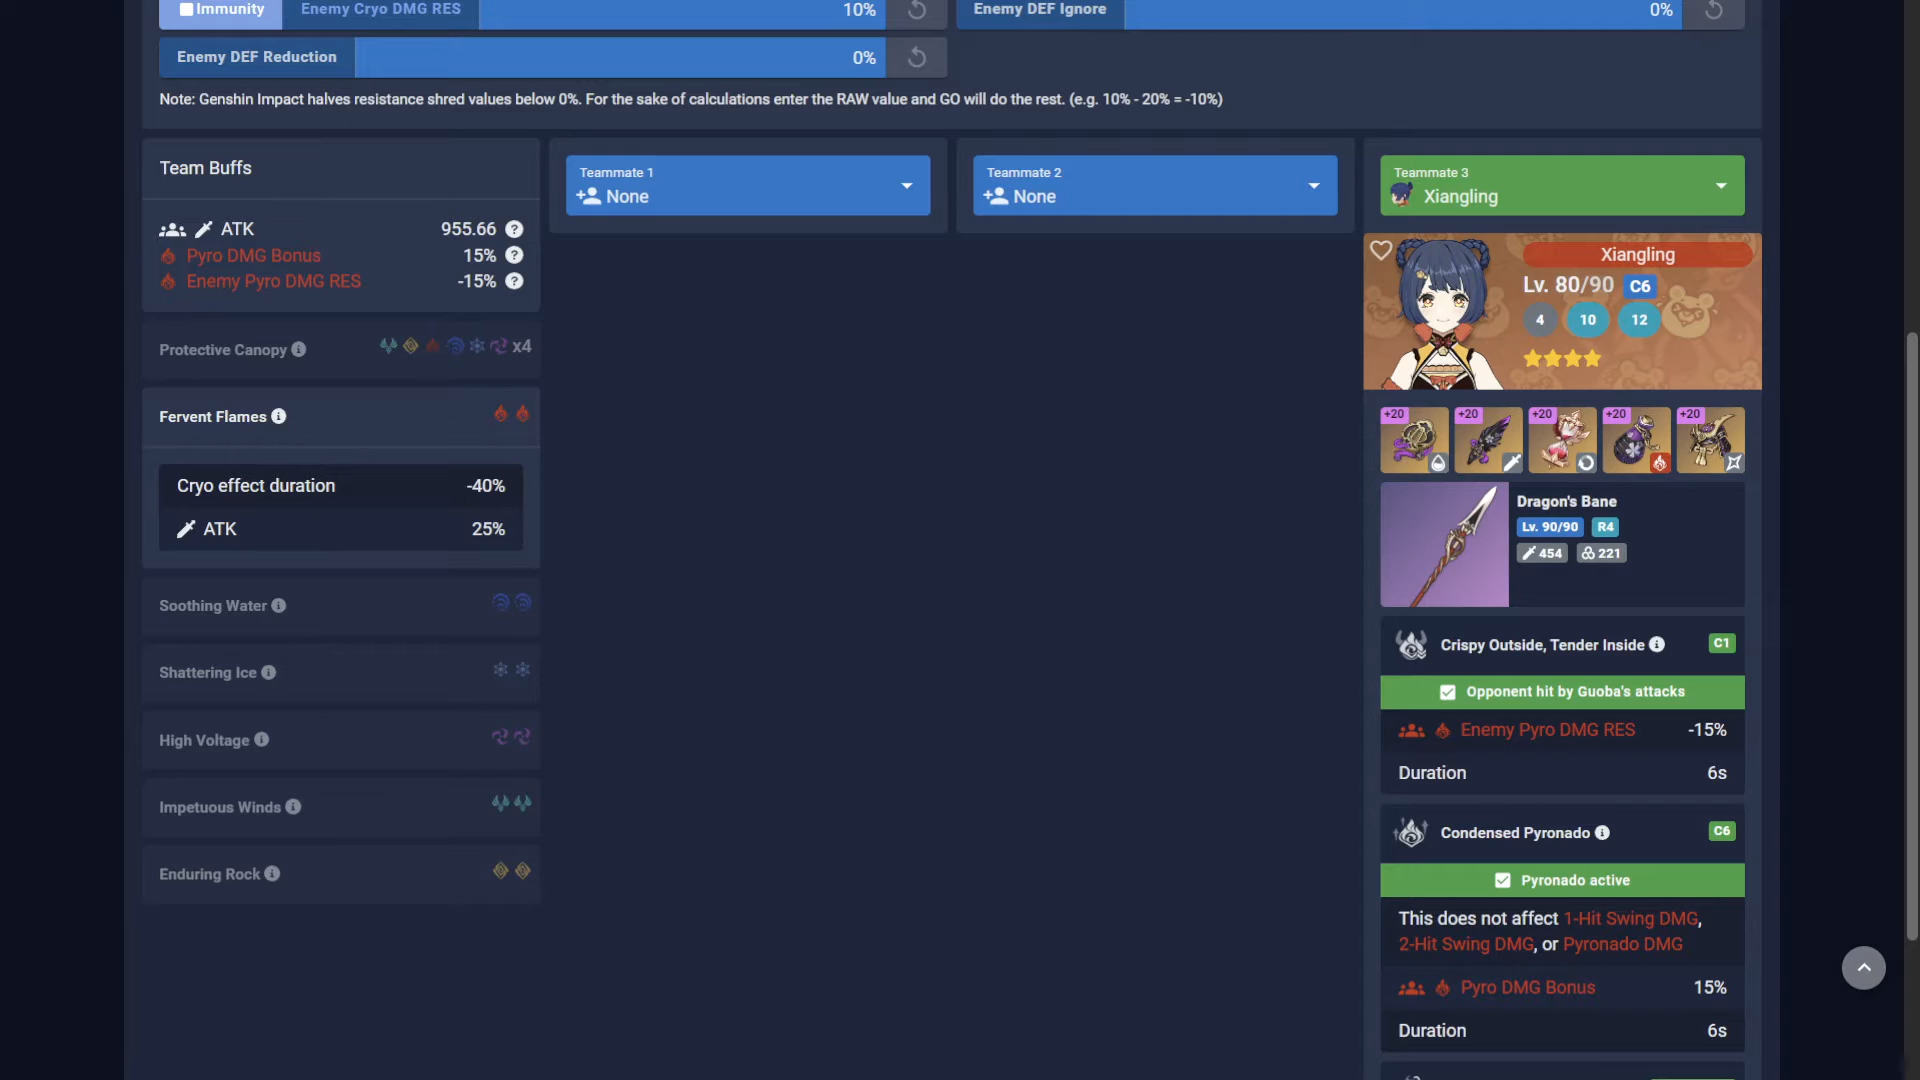 Immunity Enemy Cryo DMG RES 10% Enemy DEF Ignore 0%
Enemy DEF Reduction 0%
Note: Genshin Impact halves resistance shred values below 0%. For the sake of calculations enter the RAW value and GO will do the rest. (e.g. 10% - 20% = -10%)
Team Buffs
ATK 955.66
Pyro DMG Bonus 15%
Enemy Pyro DMG RES -15%
Protective Canopy x4
Fervent Flames
Cryo effect duration -40%
ATK 25%
Soothing Water
Shattering Ice
High Voltage
Impetuous Winds
Enduring Rock
Teammate 1
None
Teammate 2
None
Teammate 3
Xiangling
Xiangling
Lv. 80/90 C6
4 10 12
+20 +20 +20 +20 +20
Dragon's Bane
Lv. 90/90 R4
454 221
Crispy Outside, Tender Inside C1
Opponent hit by Guoba's attacks
Enemy Pyro DMG RES -15%
Duration 6s
Condensed Pyronado C6
Pyronado active
This does not affect 1-Hit Swing DMG,
2-Hit Swing DMG, or Pyronado DMG
Pyro DMG Bonus 15%
Duration 6s